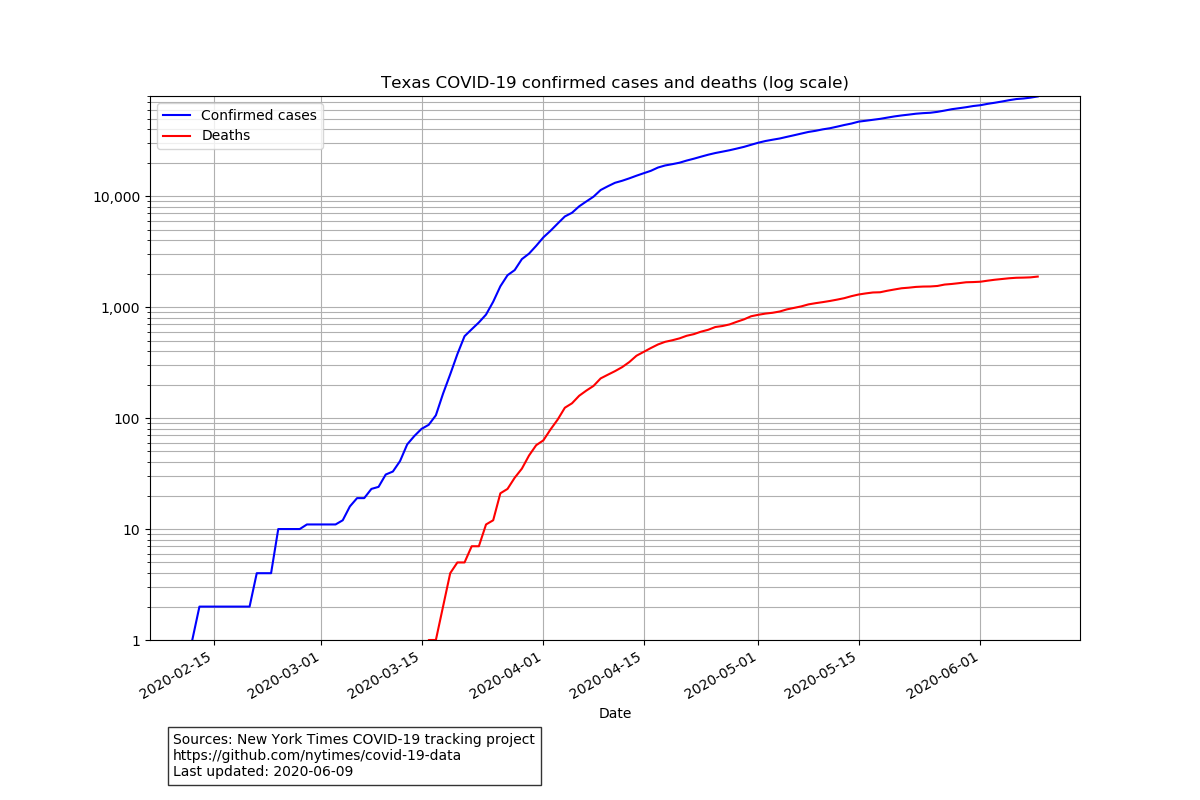 Texas COVID-19 confirmed cases and deaths (log scale)
Confirmed cases
Deaths
10,000
1,000
100
10
1
2020-02-15
2020-03-01
2020-03-15
2020-04-01
2020-04-15
2020-05-01
2020-05-15
2020-06-01
Date
Sources: New York Times COVID-19 tracking project
https://github.com/nytimes/covid-19-data
Last updated: 2020-06-09